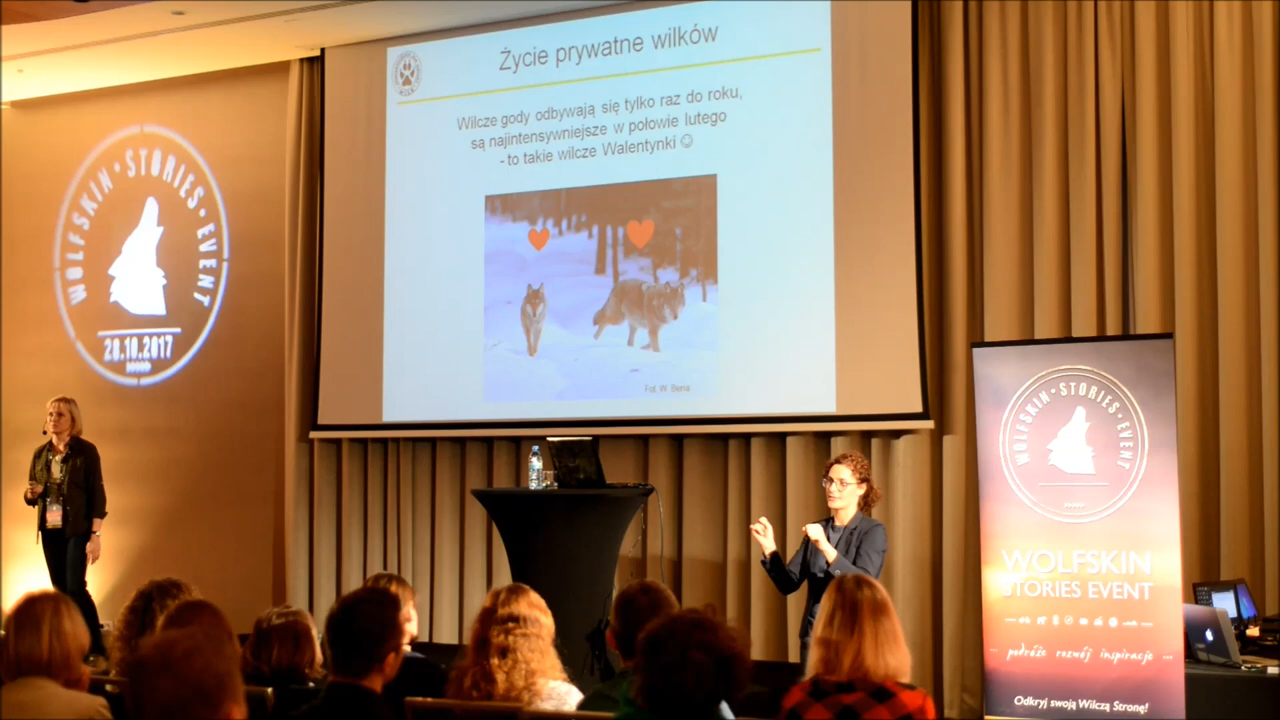 WOLFSKIN • STORIES • EVENT
28.10.2017
Życie prywatne wilków
Wilcze gody odbywają się tylko raz do roku,
są najintensywniejsze w połowie lutego
- to takie wilcze Walentynki ☺
Fot. W. Bena
WOLFSKIN • STORIES • EVENT
WOLFSKIN
STORIES EVENT
podróże rozwój inspiracje
Odkryj swoją Wilczą Stronę!